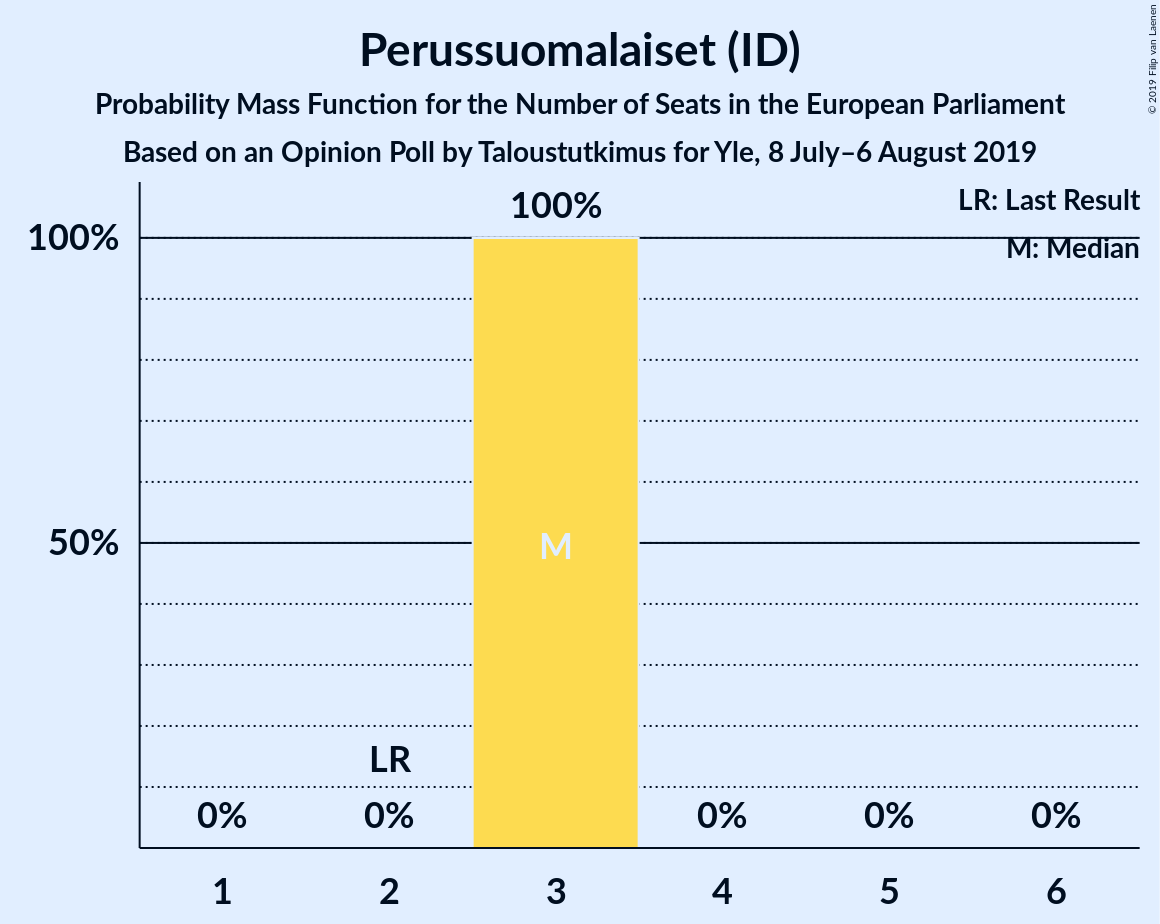 Perussuomalaiset (ID)
Probability Mass Function for the Number of Seats in the European Parliament
Based on an Opinion Poll by Taloustutkimus for Yle, 8 July–6 August 2019
© 2019 Filip van Laenen
LR: Last Result
M: Median
100%
100%
50%
M
LR
0%
0%
0%
0%
0%
1
2
3
4
5
6